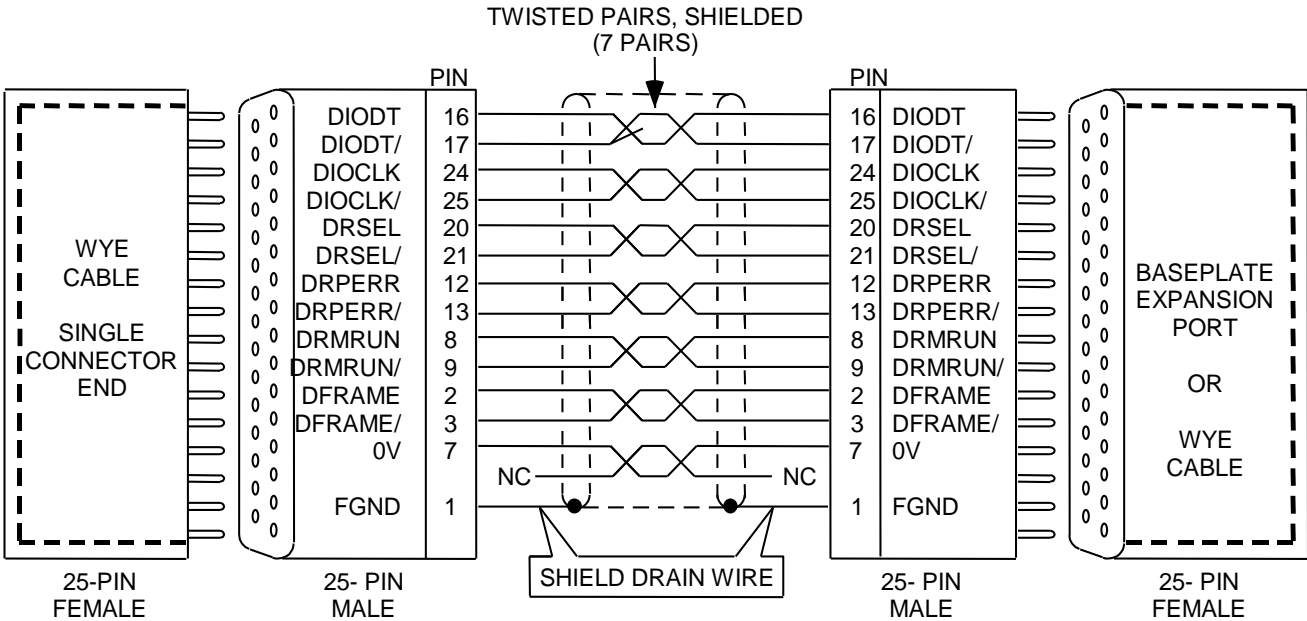 TWISTED PAIRS, SHIELDED
(7 PAIRS)
PIN
PIN
DIODT 16
16 DIODT
DIODT/ 17
17 DIODT/
DIOCLK 24
24 DIOCLK
DIOCLK/ 25
25 DIOCLK/
DRSEL 20
20 DRSEL
DRSEL/ 21
21 DRSEL/
DRPERR 12
12 DRPERR
DRPERR/ 13
13 DRPERR/
DRMRUN 8
8 DRMRUN
DRMRUN/ 9
9 DRMRUN/
DFRAME 2
2 DFRAME
DFRAME/ 3
3 DFRAME/
0V 7
7 0V
NC
NC
FGND 1
1 FGND
WYE
CABLE
SINGLE
CONNECTOR
END
BASEPLATE
EXPANSION
PORT
OR
WYE
CABLE
SHIELD DRAIN WIRE
25-PIN
FEMALE
25- PIN
MALE
25- PIN
MALE
25- PIN
FEMALE